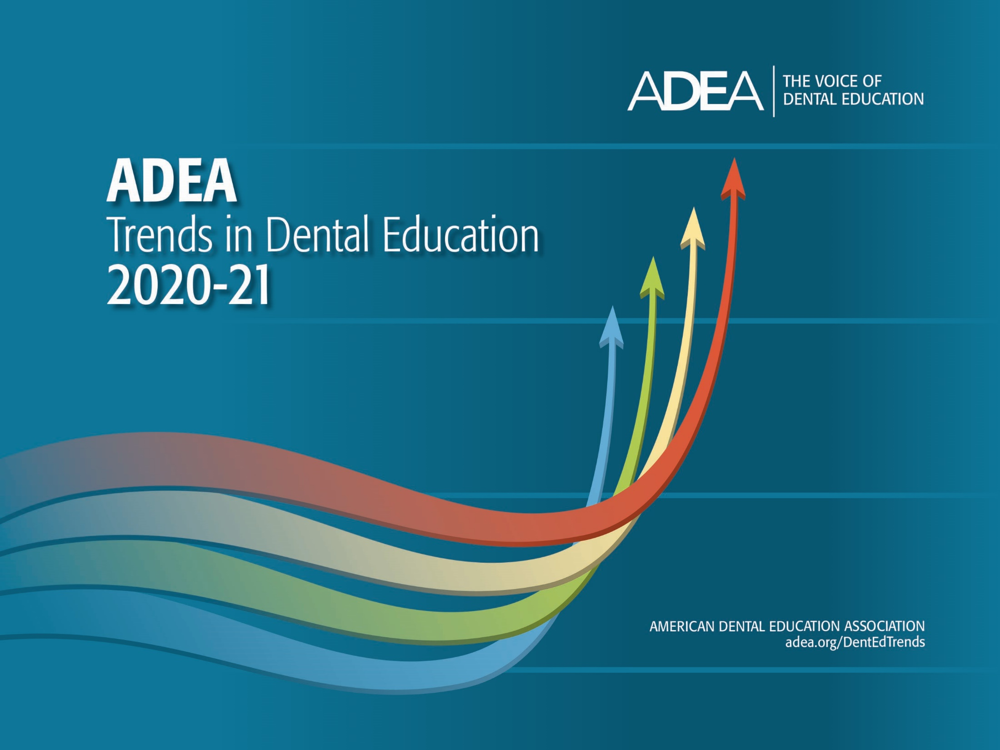 ADEA
THE VOICE OF
DENTAL EDUCATION
ADEA
Trends in Dental Education
2020-21
AMERICAN DENTAL EDUCATION ASSOCIATION
adea.org/DentEdTrends